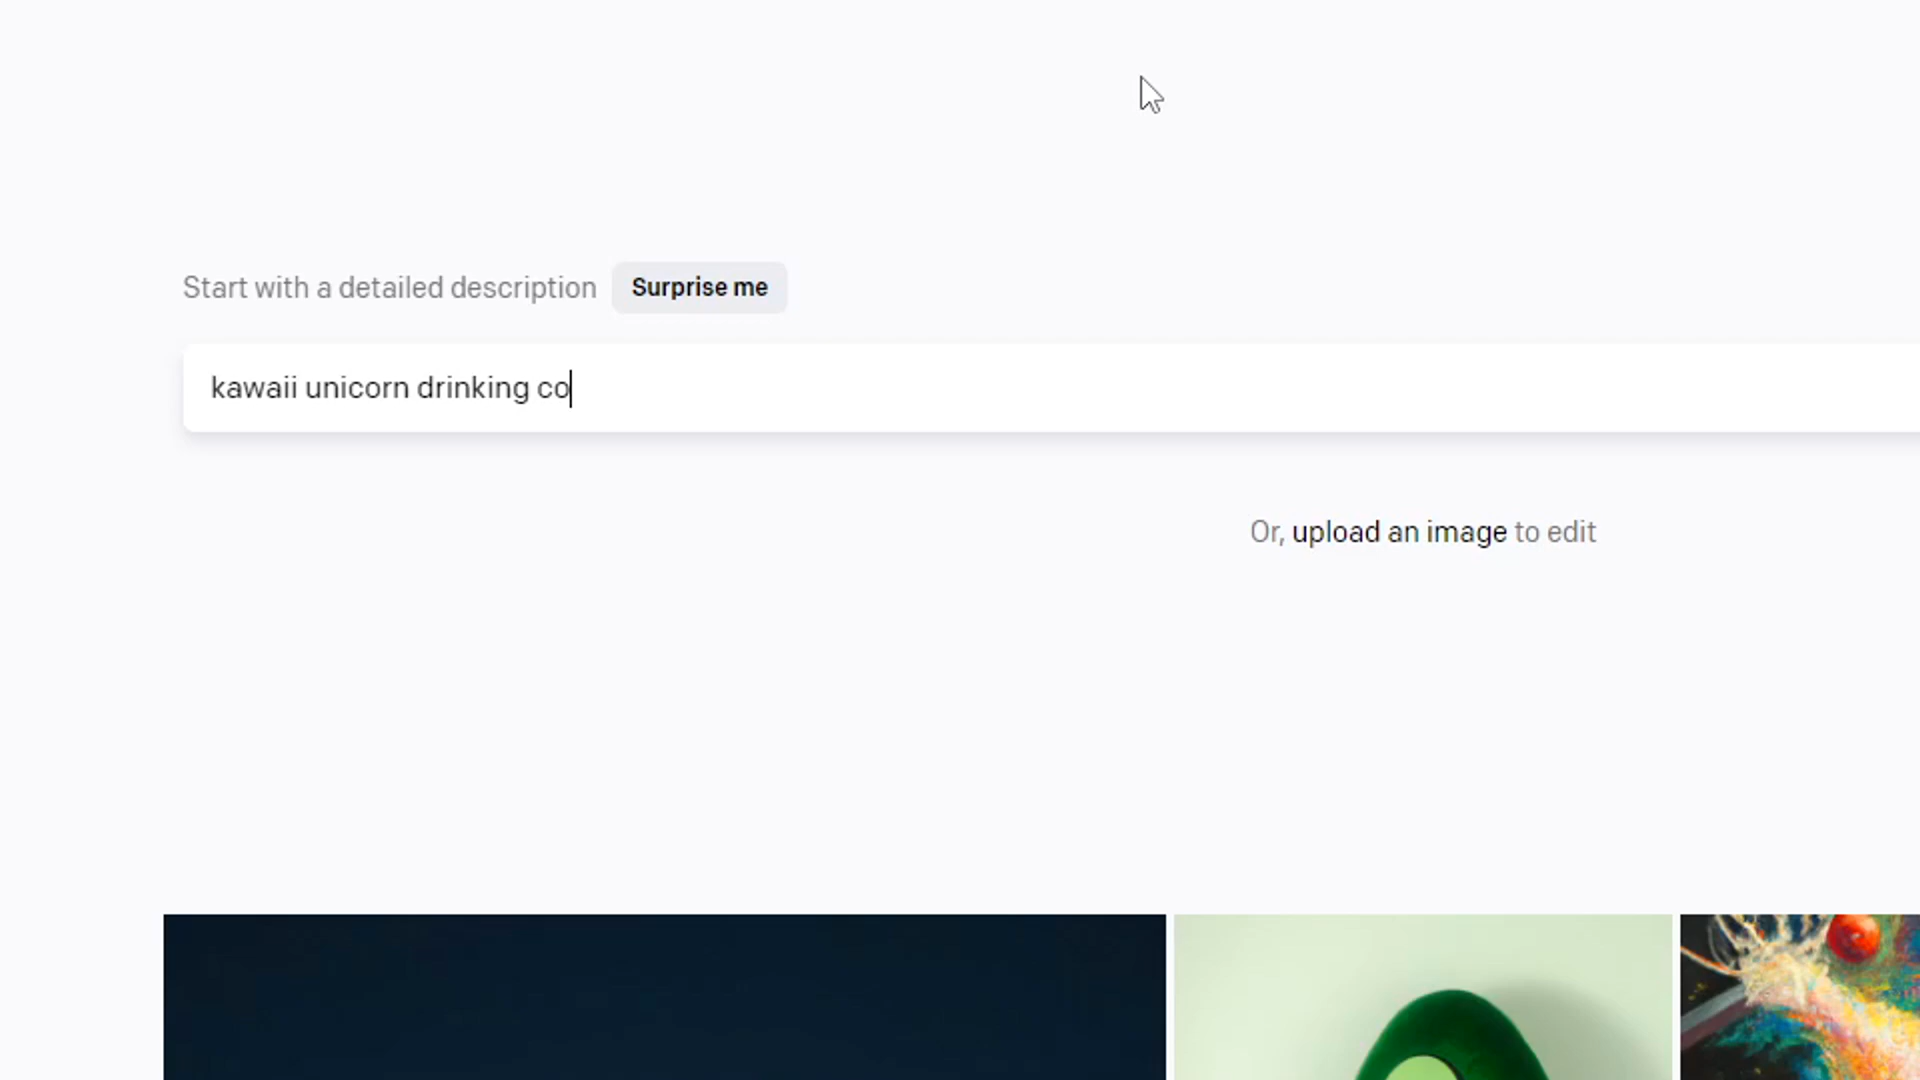 Start with a detailed description Surprise me
kawaii unicorn drinking co
Or, upload an image to edit